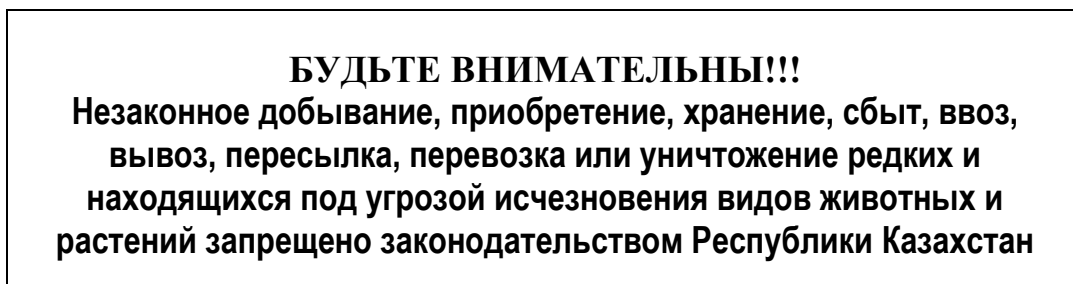 БУДЬТЕ ВНИМАТЕЛЬНЫ!!!
Незаконное добывание, приобретение, хранение, сбыт, ввоз,
вывоз, пересылка, перевозка или уничтожение редких и
находящихся под угрозой исчезновения видов животных и
растений запрещено законодательством Республики Казахстан